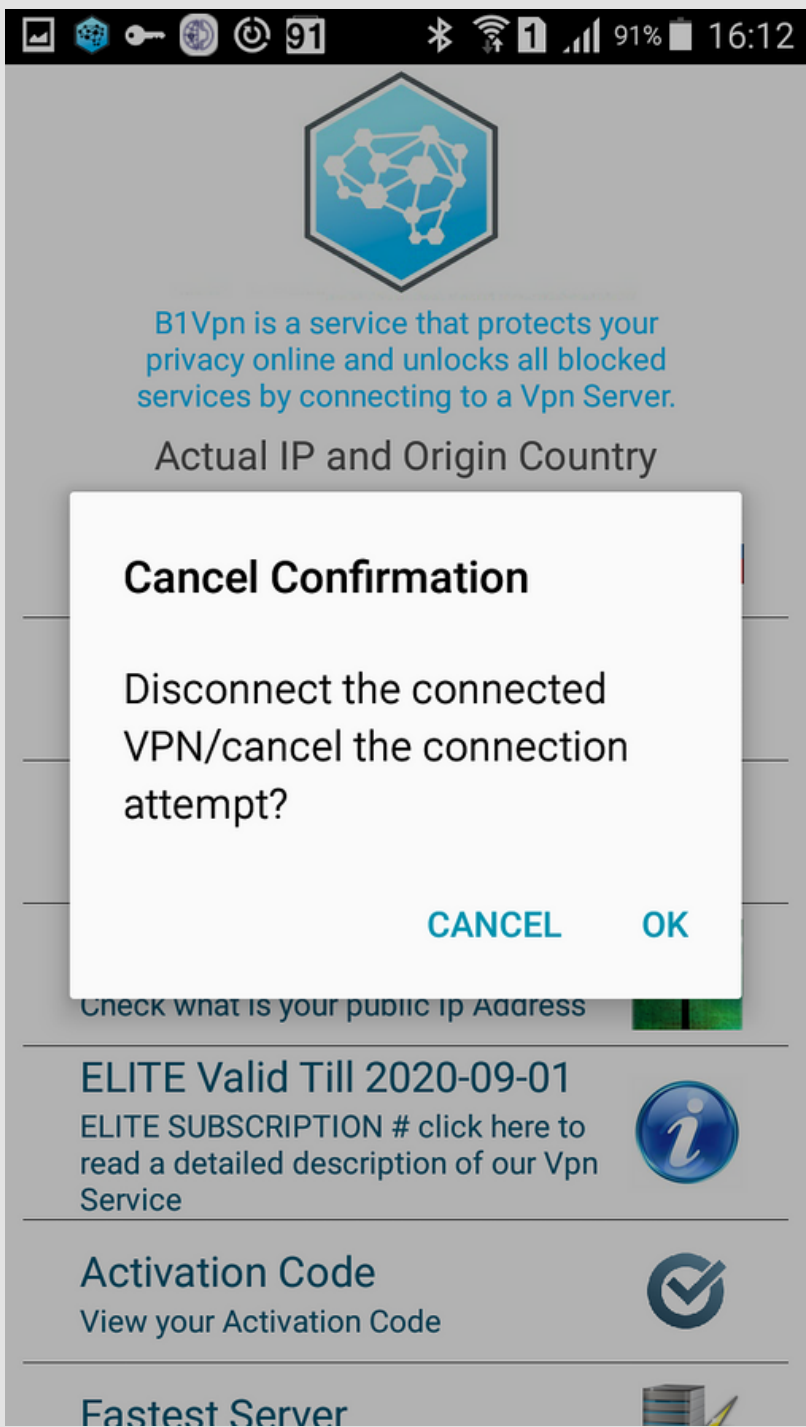 91 1 91% 16:12
B1Vpn is a service that protects your
privacy online and unlocks all blocked
services by connecting to a Vpn Server.
Actual IP and Origin Country
Cancel Confirmation
Disconnect the connected
VPN/cancel the connection
attempt?
CANCEL OK
Check what is your public Ip Address
ELITE Valid Till 2020-09-01
ELITE SUBSCRIPTION # click here to
read a detailed description of our Vpn
Service
Activation Code
View your Activation Code
Fastest Server